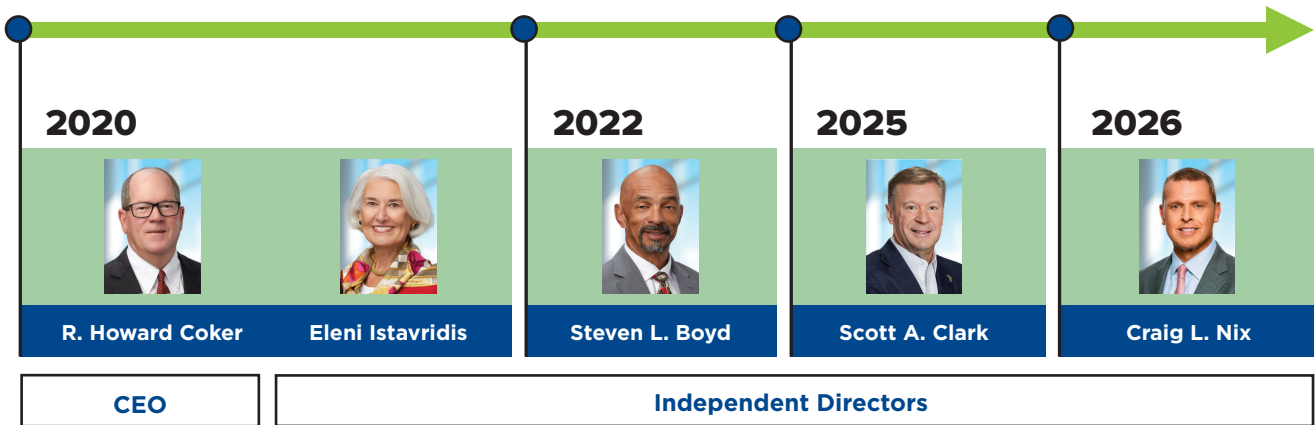 2020
2022
2025
2026
R. Howard Coker
Eleni Istavridis
Steven L. Boyd
Scott A. Clark
Craig L. Nix
CEO
Independent Directors